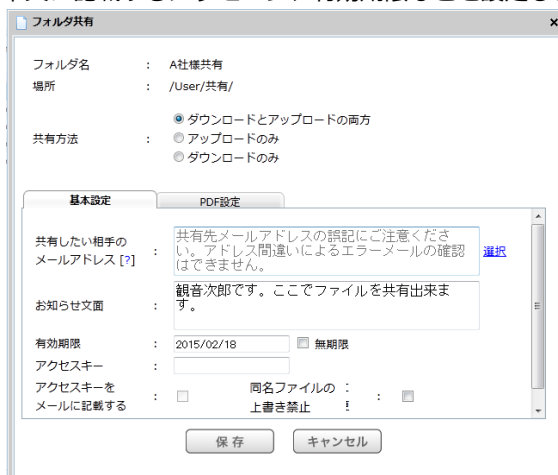 フォルダ共有
フォルダ名 : A社様共有
場所 : /User/共有/
共有方法 : ダウンロードとアップロードの両方
アップロードのみ
ダウンロードのみ
基本設定 PDF設定
共有したい相手の
メールアドレス [?] : 共有先メールアドレスの誤記にご注意くださ
い。アドレス間違いによるエラーメールの確認
はできません。
選択
お知らせ文面 : 観音次郎です。ここでファイルを共有出来ま
す。
有効期限 : 2015/02/18 無期限
アクセスキー :
アクセスキーを
メールに記載する :
同名ファイルの
上書き禁止 :
保存 キャンセル